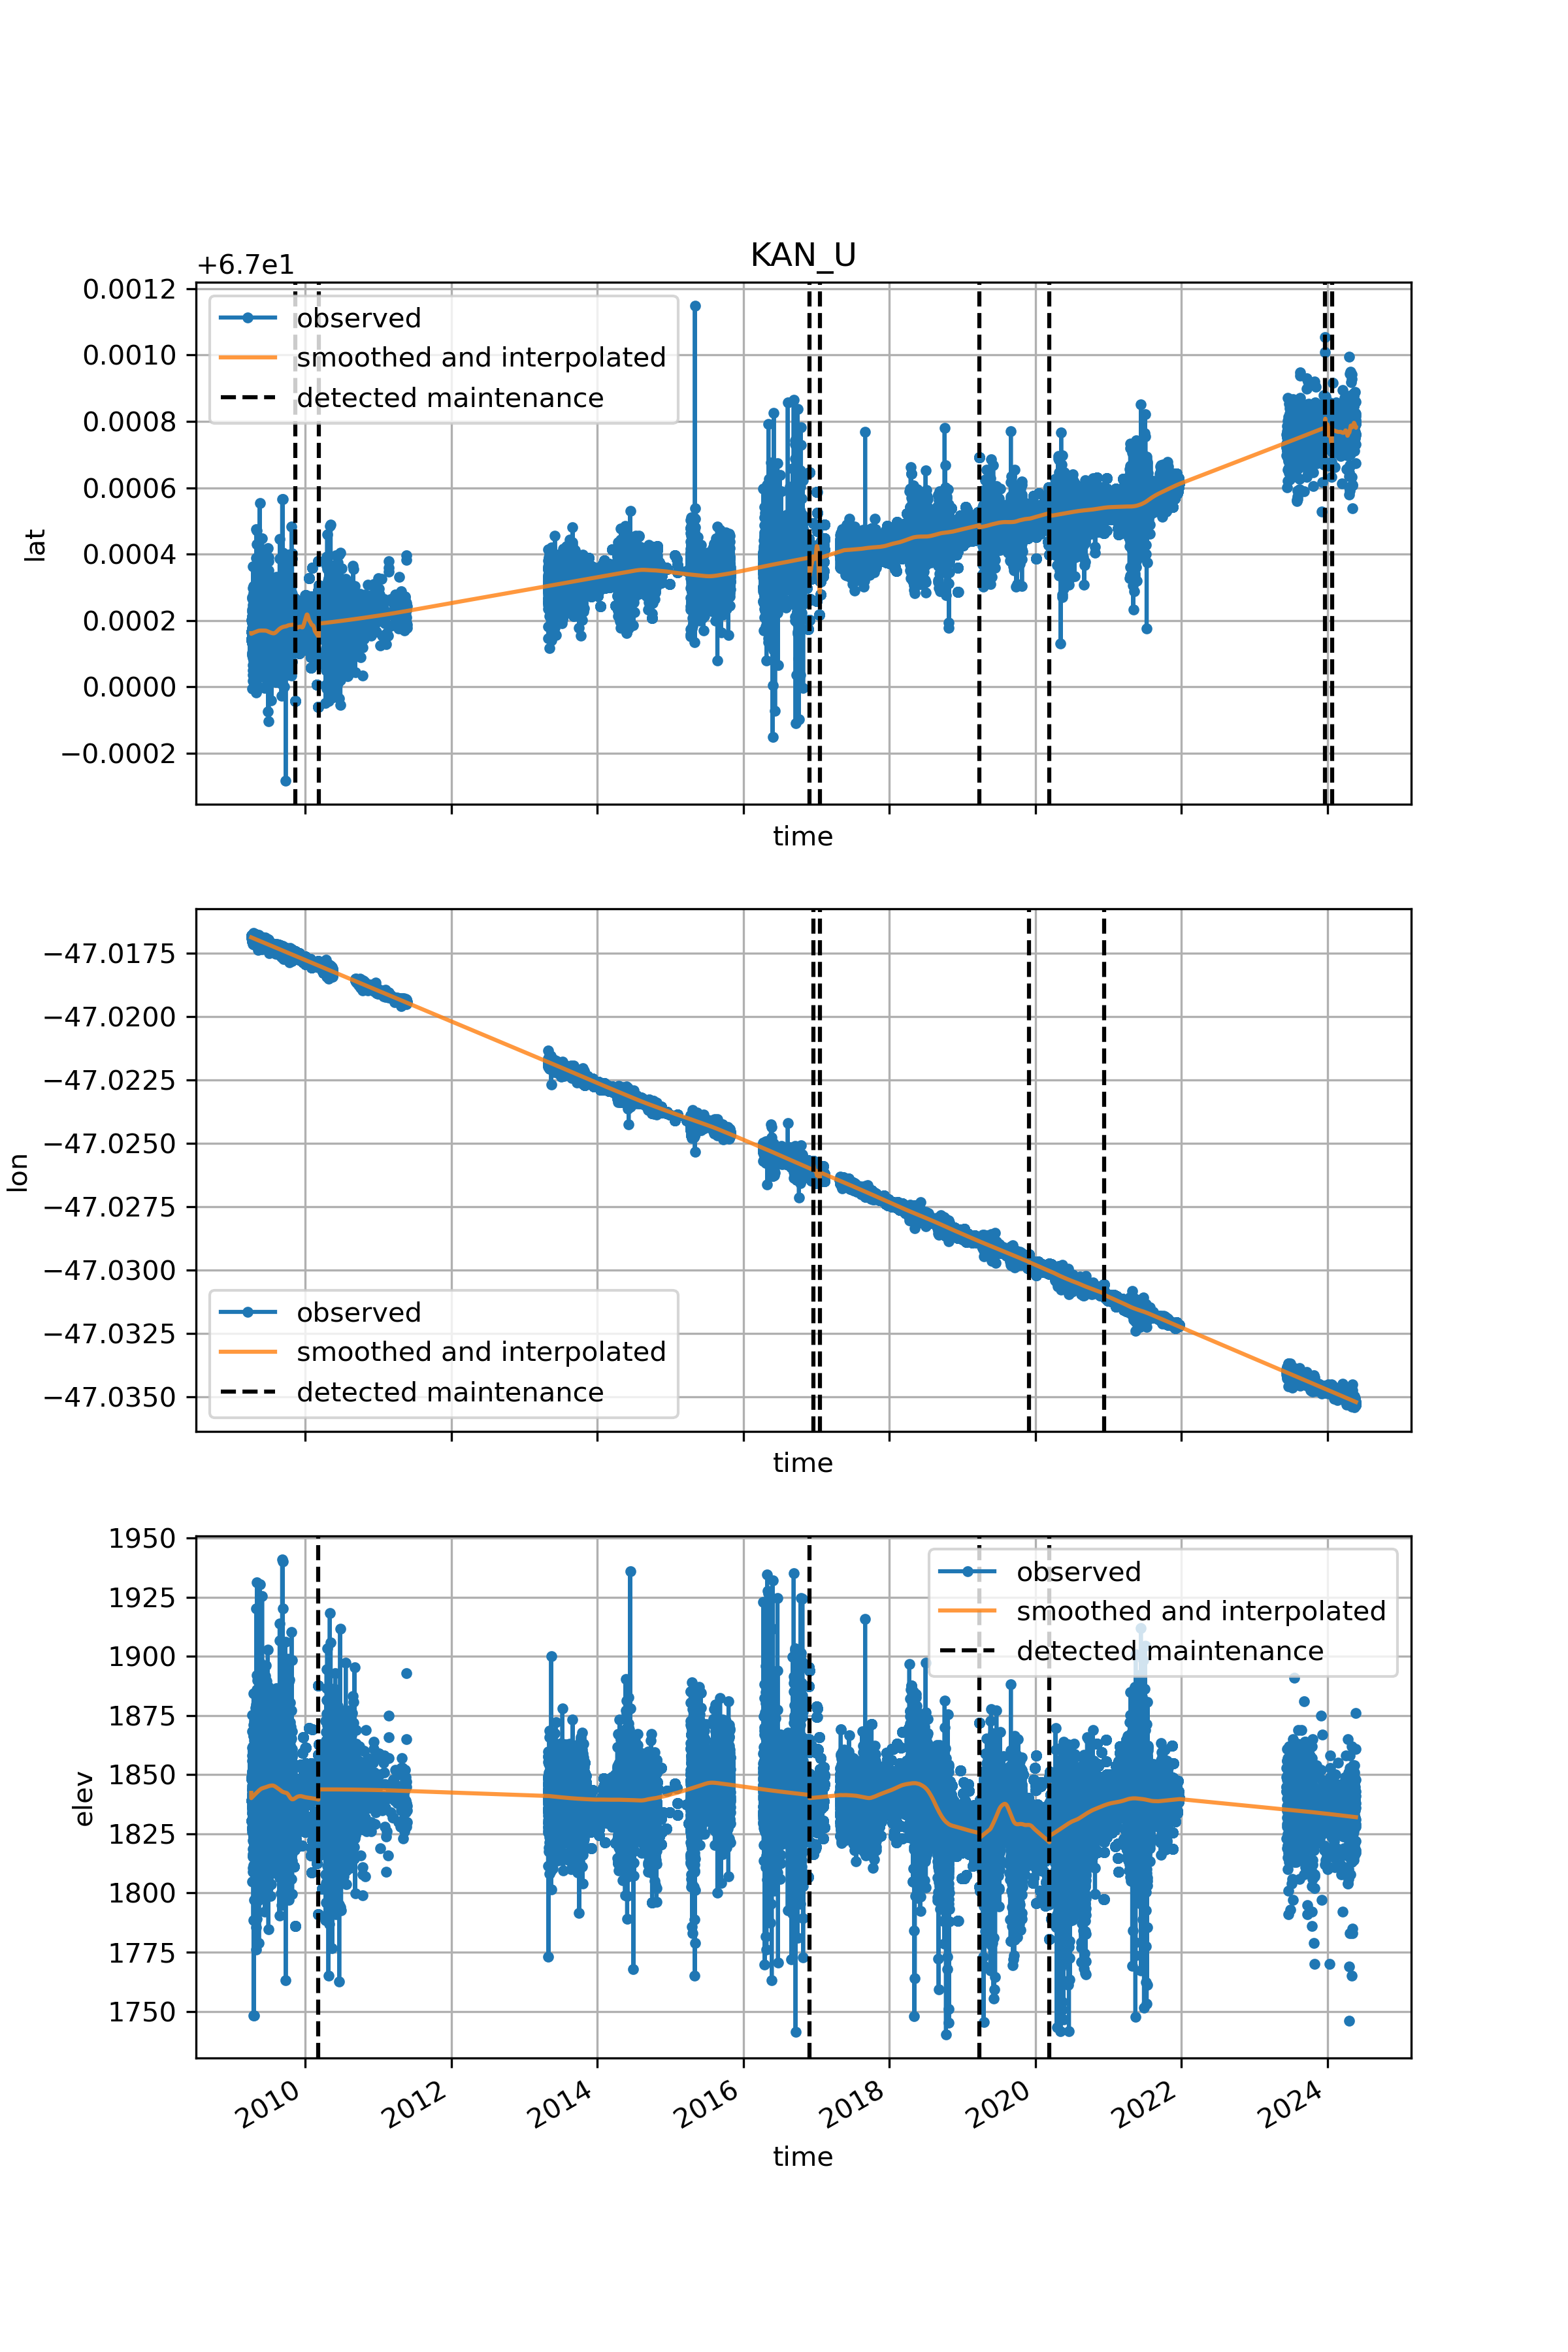 KAN_U
+6.7e1
0.0012
0.0010
0.0008
0.0006
0.0004
0.0002
0.0000
−0.0002
lat
observed
smoothed and interpolated
detected maintenance
time
−47.0175
−47.0200
−47.0225
−47.0250
−47.0275
−47.0300
−47.0325
−47.0350
lon
observed
smoothed and interpolated
detected maintenance
time
1950
1925
1900
1875
1850
1825
1800
1775
1750
elev
observed
smoothed and interpolated
detected maintenance
2010 2012 2014 2016 2018 2020 2022 2024
time